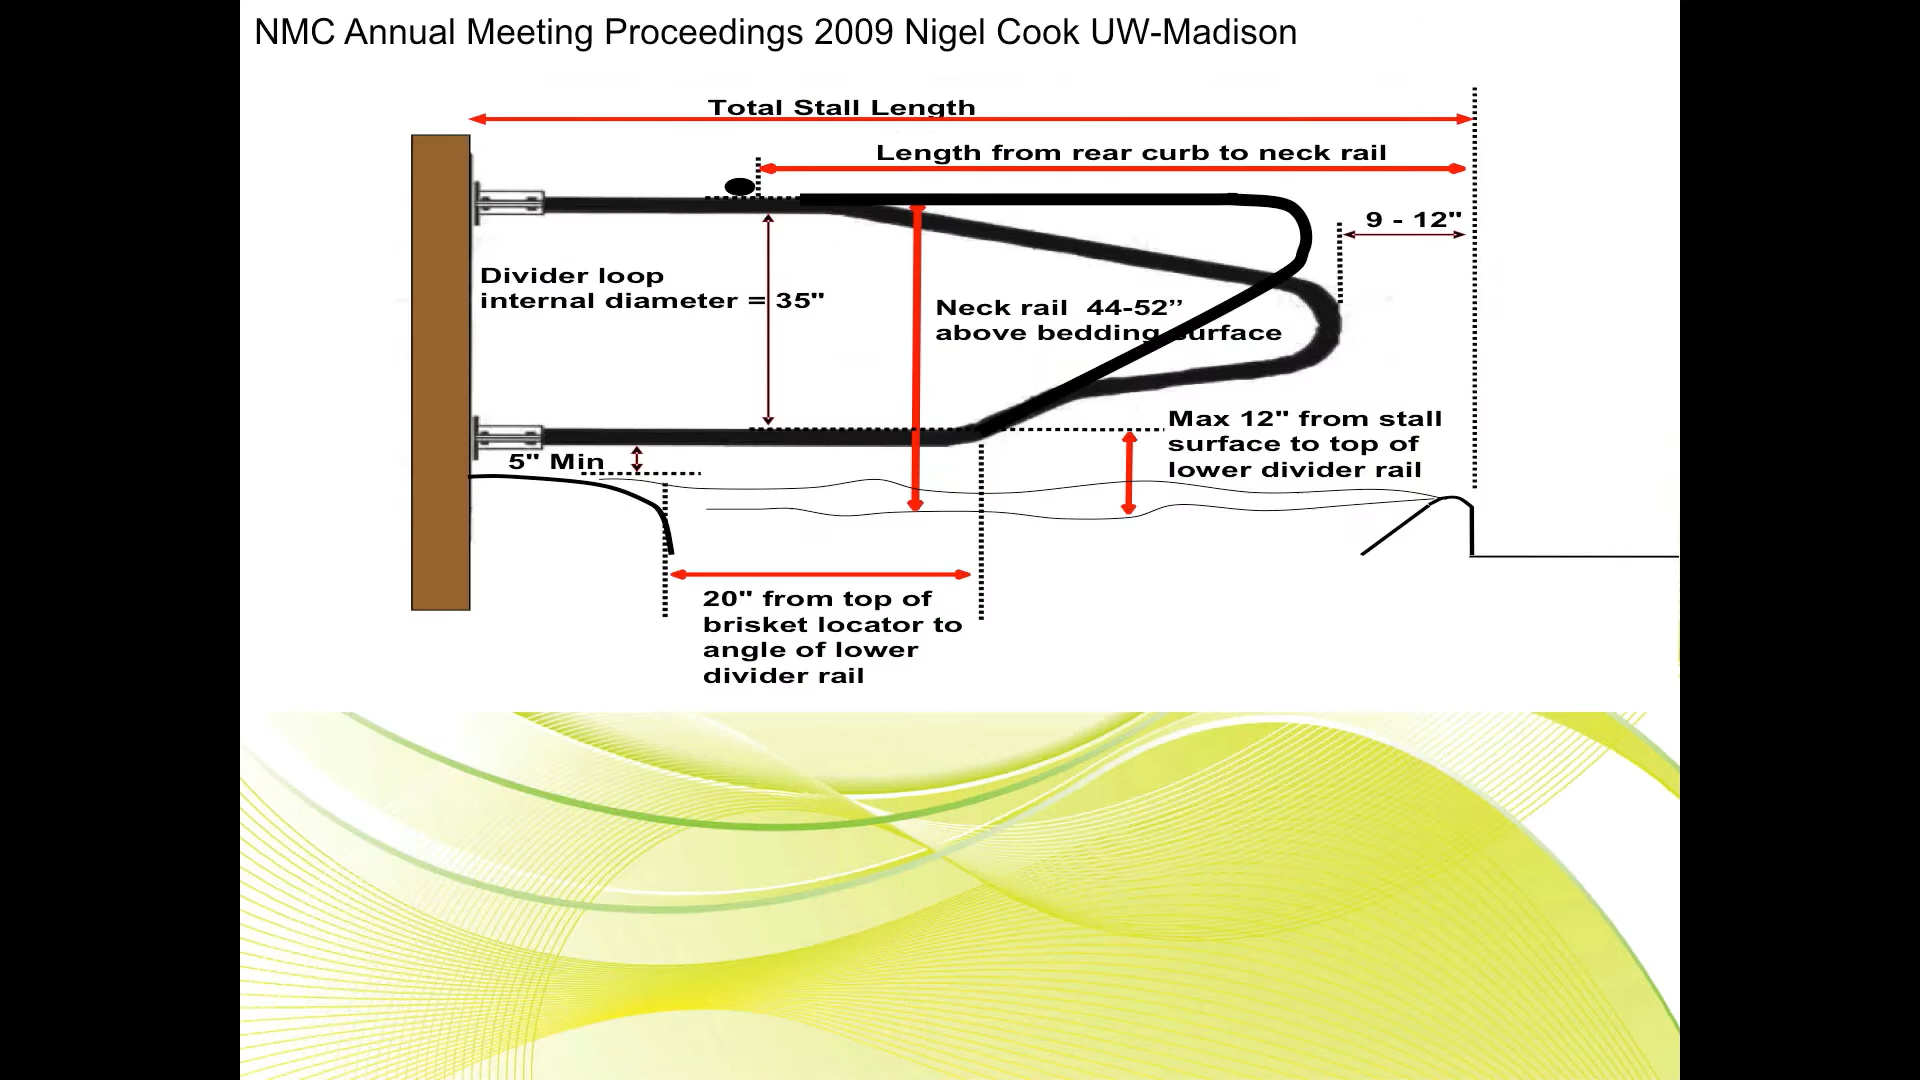 NMC Annual Meeting Proceedings 2009 Nigel Cook UW-Madison
Total Stall Length
Length from rear curb to neck rail
9 - 12"
Divider loop
internal diameter = 35"
Neck rail  44-52’’
above bedding surface
Max 12" from stall
surface to top of
lower divider rail
5" Min
20" from top of
brisket locator to
angle of lower
divider rail